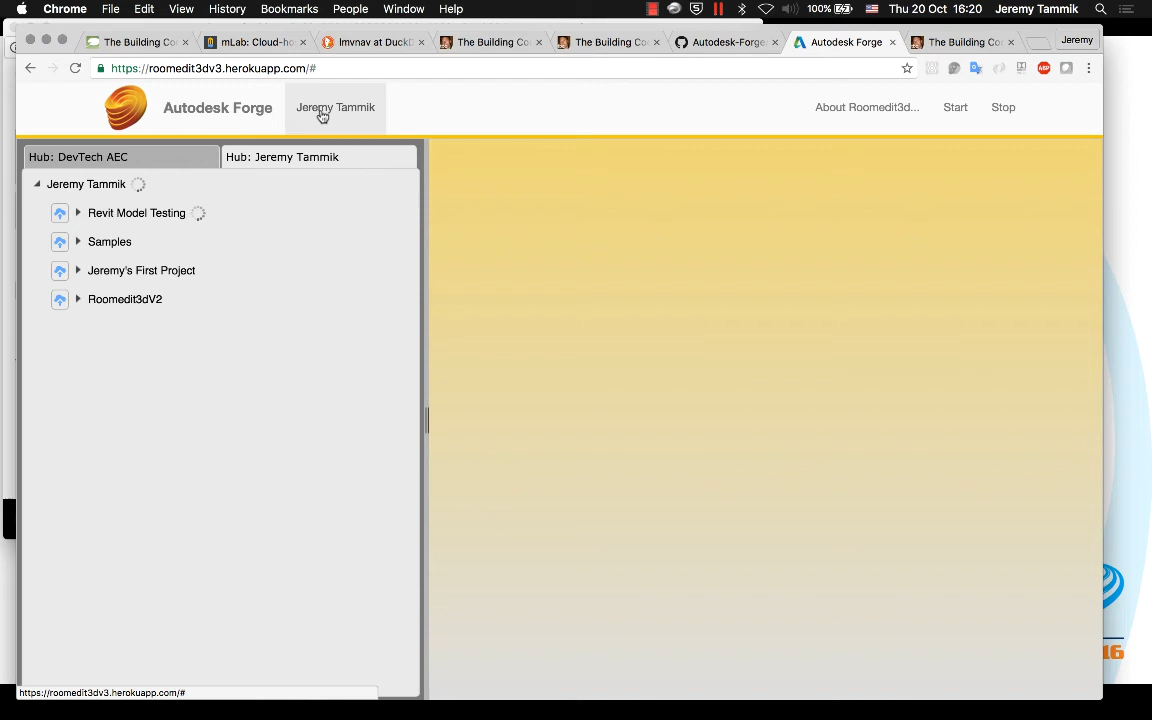 Chrome File Edit View History Bookmarks People Window Help 100% Thu 20 Oct 16:20 Jeremy Tammik
The Building Co mLab: Cloud-ho lmvnav at DuckD The Building Co The Building Co Autodesk-Forge Autodesk Forge The Building Co Jeremy
https://roomedit3dv3.herokuapp.com/#
Autodesk Forge Jeremy Tammik About Roomedit3d... Start Stop
Hub: DevTech AEC Hub: Jeremy Tammik
Jeremy Tammik
Revit Model Testing
Samples
Jeremy's First Project
Roomedit3dV2
16
https://roomedit3dv3.herokuapp.com/#